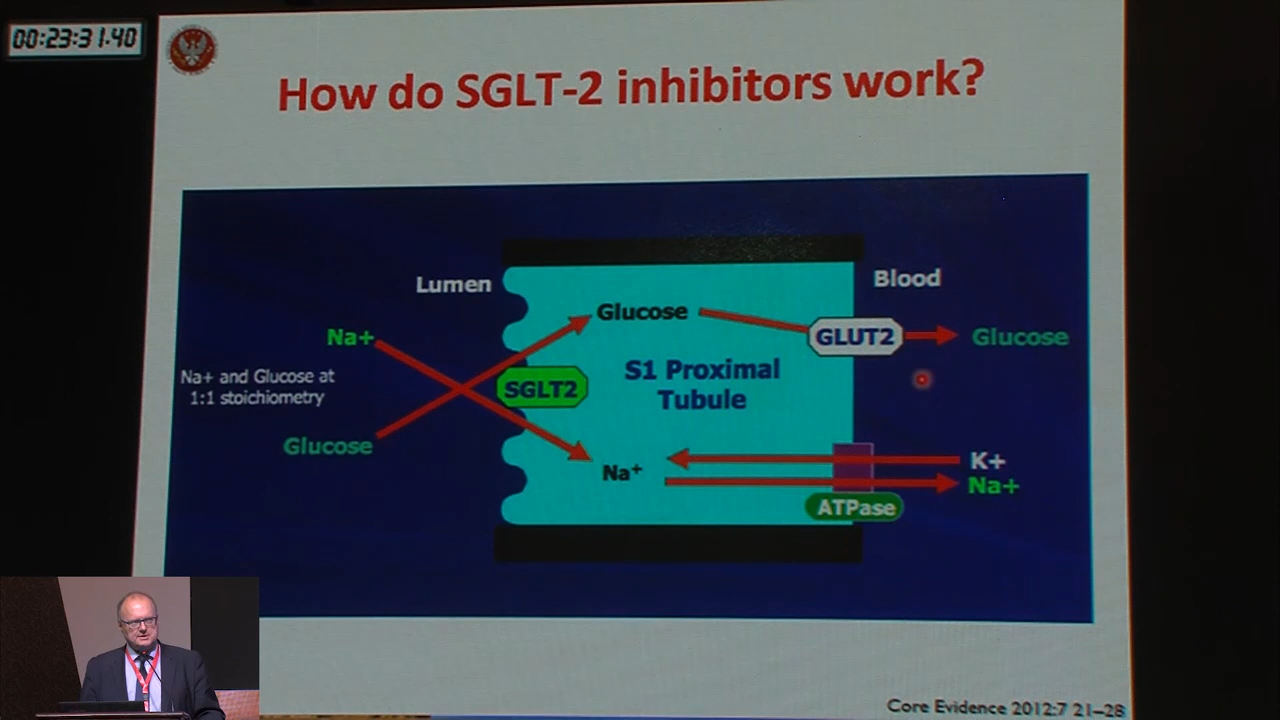 00:23:31.40
How do SGLT-2 inhibitors work?
Lumen
Blood
Glucose
Na+
GLUT2
Glucose
Na+ and Glucose at
1:1 stoichiometry
SGLT2
S1 Proximal
Tubule
Glucose
Na+
K+
Na+
ATPase
Core Evidence 2012:7 21–28